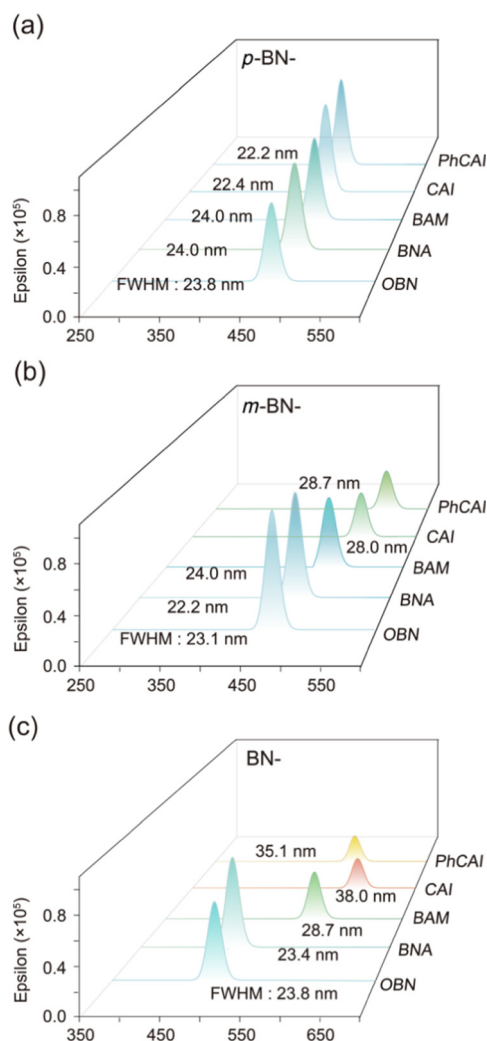 (a)
p-BN-
22.2 nm
PhCAI
22.4 nm
CAI
24.0 nm
BAM
24.0 nm
BNA
FWHM : 23.8 nm
OBN
Epsilon (×10⁵)
0.8
0.4
0.0
250 350 450 550
(b)
m-BN-
28.7 nm
PhCAI
28.0 nm
CAI
24.0 nm
BAM
22.2 nm
BNA
FWHM : 23.1 nm
OBN
Epsilon (×10⁵)
0.8
0.4
0.0
250 350 450 550
(c)
BN-
35.1 nm
PhCAI
38.0 nm
CAI
28.7 nm
BAM
23.4 nm
BNA
FWHM : 23.8 nm
OBN
Epsilon (×10⁵)
0.8
0.4
0.0
350 450 550 650